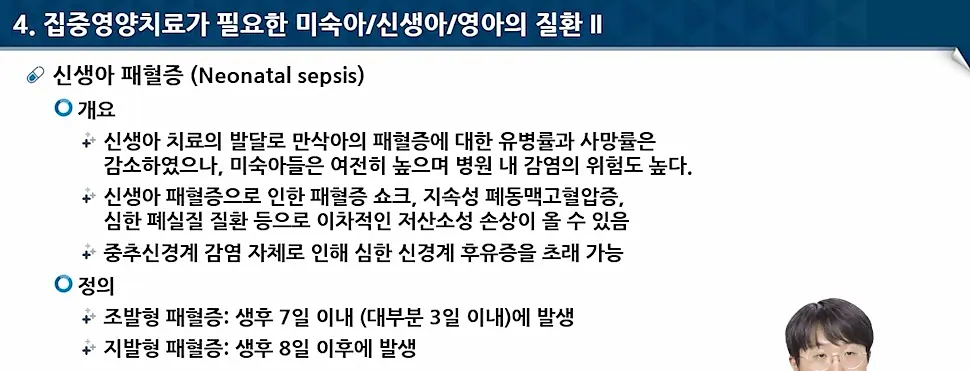 4. 집중영양치료가 필요한 미숙아/신생아/영아의 질환 II
신생아 패혈증 (Neonatal sepsis)
개요
신생아 치료의 발달로 만삭아의 패혈증에 대한 유병률과 사망률은
감소하였으나, 미숙아들은 여전히 높으며 병원 내 감염의 위험도 높다.
신생아 패혈증으로 인한 패혈증 쇼크, 지속성 폐동맥고혈압증,
심한 폐실질 질환 등으로 이차적인 저산소성 손상이 올 수 있음
중추신경계 감염 자체로 인해 심한 신경계 후유증을 초래 가능
정의
조발형 패혈증: 생후 7일 이내 (대부분 3일 이내)에 발생
지발형 패혈증: 생후 8일 이후에 발생